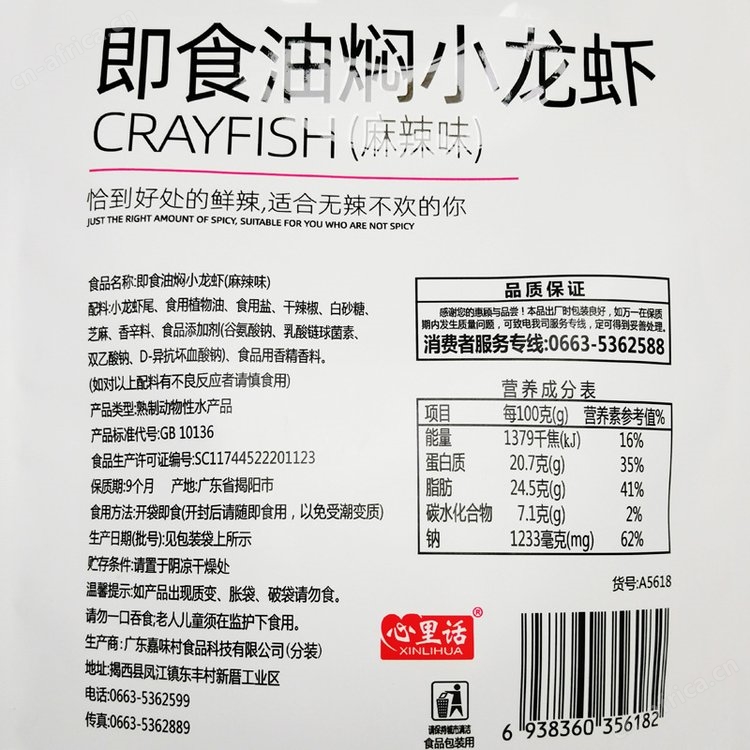 即食油焖小龙虾
CRAYFISH (麻辣味)
恰到好处的鲜辣,适合无辣不欢的你
JUST THE RIGHT AMOUNT OF SPICY, SUITABLE FOR YOU WHO ARE NOT SPICY
食品名称:即食油焖小龙虾(麻辣味)
配料:小龙虾尾、食用植物油、食用盐、干辣椒、白砂糖、
芝麻、香辛料、食品添加剂(谷氨酸钠、乳酸链球菌素、
双乙酸钠、D-异抗坏血酸钠)、食品用香精香料。
(如对以上配料有不良反应者请慎食用)
产品类型:熟制动物性水产品
产品标准代号:GB 10136
食品生产许可证编号:SC11744522201123
保质期:9个月 产地:广东省揭阳市
食用方法:开袋即食(开封后请随即食用，以免受潮变质)
生产日期(批号):见包装袋上所示
贮存条件:请置于阴凉干燥处
温馨提示:如产品出现质变、胀袋、破袋请勿食。
请勿一口吞食;老人儿童须在监护下食用。
生产商:广东嘉味村食品科技有限公司(分装)
地址:揭西县凤江镇东丰村新厝工业区
电话:0663-5362599
传真:0663-5362889
品质保证
感谢您的惠顾与品尝！本品出厂时包装良好，如万一在保质
期内发生质量问题，可致电我司服务专线，定可得到妥善处理。
消费者服务专线:0663-5362588
营养成分表
项目 每100克(g) 营养素参考值%
能量 1379千焦(kJ) 16%
蛋白质 20.7克(g) 35%
脂肪 24.5克(g) 41%
碳水化合物 7.1克(g) 2%
钠 1233毫克(mg) 62%
货号:A5618
心里话®
XINLIHUA
请保持城市清洁
食品包装用
6 938360 356182